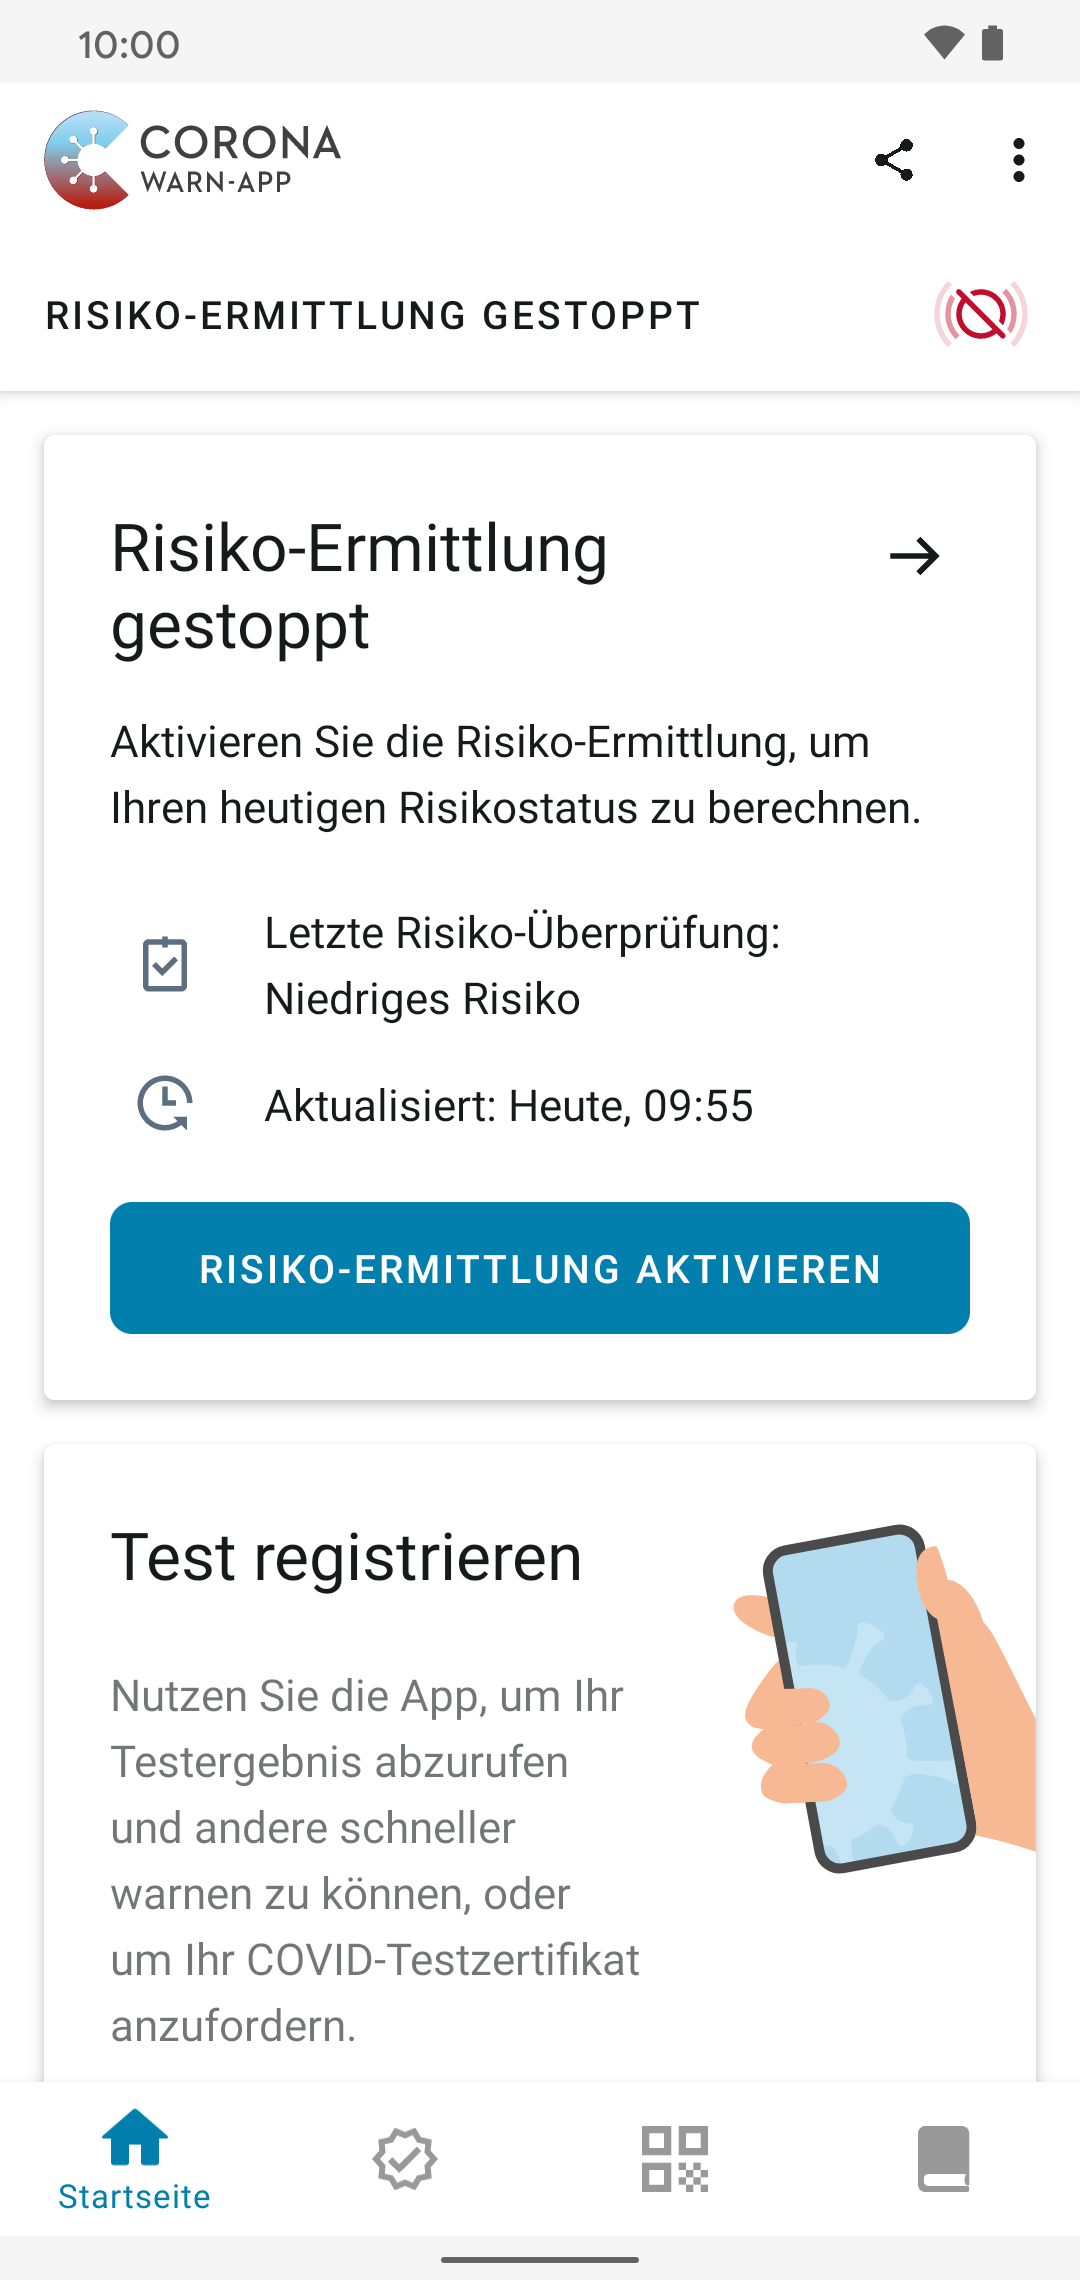 10:00
CORONA
WARN-APP
RISIKO-ERMITTLUNG GESTOPPT
Risiko-Ermittlung
gestoppt
Aktivieren Sie die Risiko-Ermittlung, um
Ihren heutigen Risikostatus zu berechnen.
Letzte Risiko-Überprüfung:
Niedriges Risiko
Aktualisiert: Heute, 09:55
RISIKO-ERMITTLUNG AKTIVIEREN
Test registrieren
Nutzen Sie die App, um Ihr
Testergebnis abzurufen
und andere schneller
warnen zu können, oder
um Ihr COVID-Testzertifikat
anzufordern.
Startseite